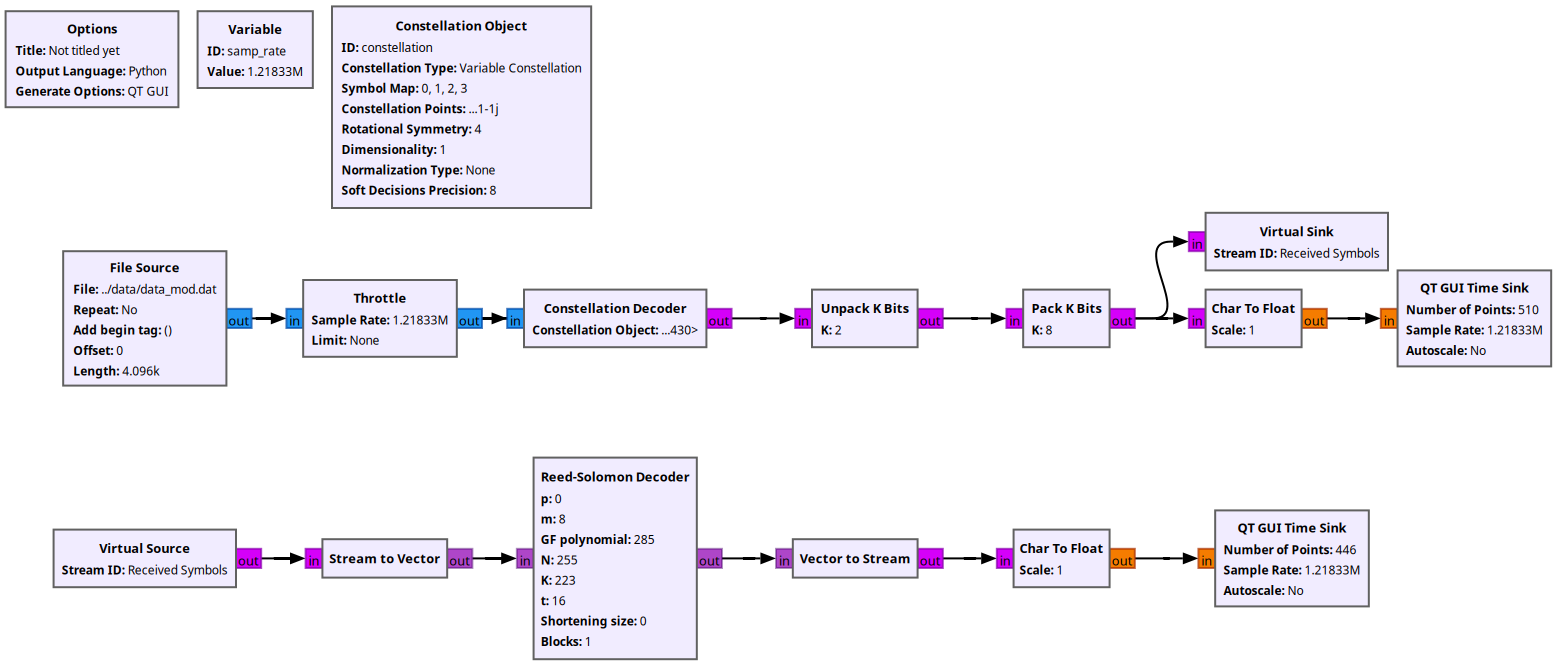 Options
Title: Not titled yet
Output Language: Python
Generate Options: QT GUI
Variable
ID: samp_rate
Value: 1.21833M
Constellation Object
ID: constellation
Constellation Type: Variable Constellation
Symbol Map: 0, 1, 2, 3
Constellation Points: ...1-1j
Rotational Symmetry: 4
Dimensionality: 1
Normalization Type: None
Soft Decisions Precision: 8
File Source
File: ../data/data_mod.dat
Repeat: No
Add begin tag: ()
Offset: 0
Length: 4.096k
out
in
Throttle
Sample Rate: 1.21833M
Limit: None
out
in
Constellation Decoder
Constellation Object: ...430>
out
in
Unpack K Bits
K: 2
out
in
Pack K Bits
K: 8
out
in
Virtual Sink
Stream ID: Received Symbols
in
Char To Float
Scale: 1
out
in
QT GUI Time Sink
Number of Points: 510
Sample Rate: 1.21833M
Autoscale: No
Virtual Source
Stream ID: Received Symbols
out
in
Stream to Vector
out
in
Reed-Solomon Decoder
p: 0
m: 8
GF polynomial: 285
N: 255
K: 223
t: 16
Shortening size: 0
Blocks: 1
out
in
Vector to Stream
out
in
Char To Float
Scale: 1
out
in
QT GUI Time Sink
Number of Points: 446
Sample Rate: 1.21833M
Autoscale: No